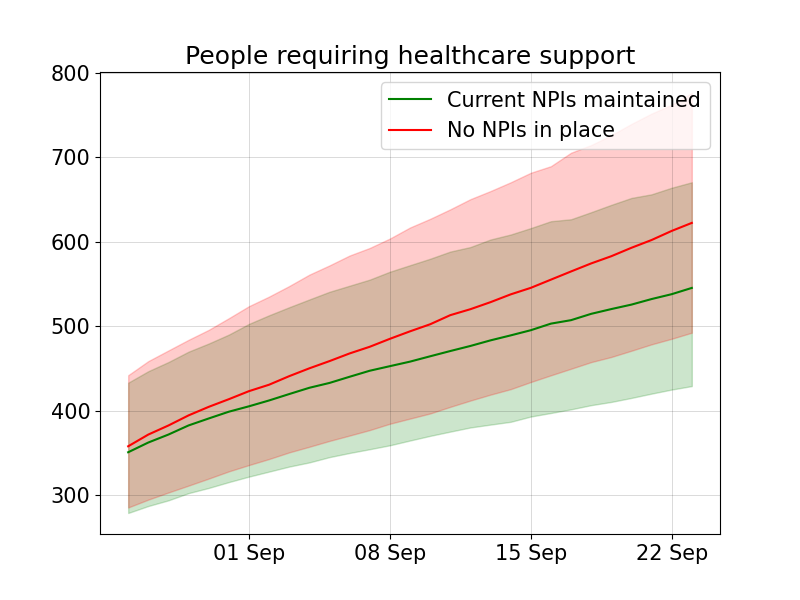 People requiring healthcare support
Current NPIs maintained
No NPIs in place
800
700
600
500
400
300
01 Sep
08 Sep
15 Sep
22 Sep